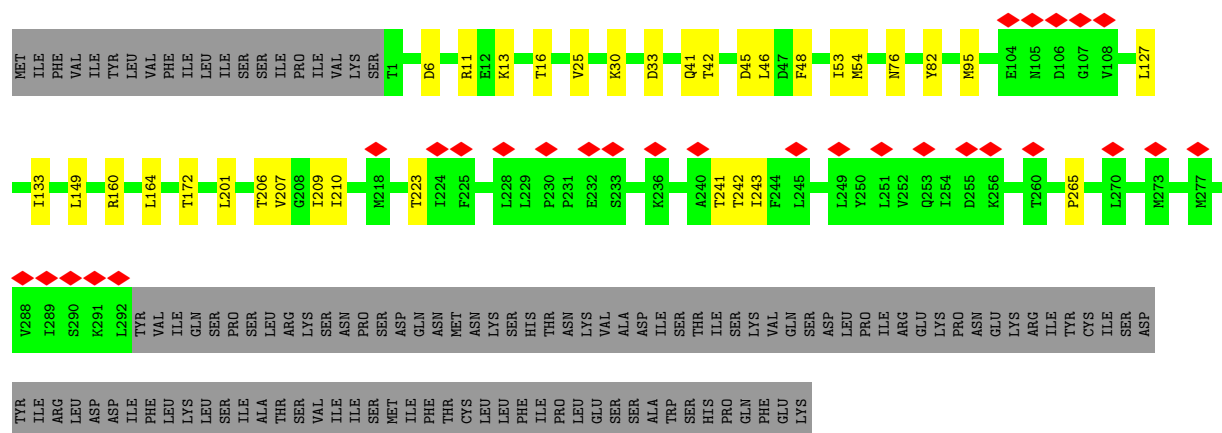 MET ILE PHE VAL ILE TYR LEU VAL PHE ILE LEU ILE SER SER ILE PRO ILE VAL LYS SER T1 D6 R11 E12 K13 T16 V25 K30 D33 Q41 T42 D45 L46 D47 F48 I53 M54 N76 Y82 M95 E104 N105 D106 G107 V108 L127
I133 L149 R160 L164 T172 L201 T206 V207 G208 I209 I210 M218 T223 I224 F225 L228 L229 P230 P231 E232 S233 K236 A240 T241 T242 I243 F244 L245 L249 Y250 L251 V252 Q253 I254 D255 K256 T260 P265 L270 M273 M277
V288 I289 S290 K291 L292 TYR VAL ILE GLN SER PRO SER LEU ARG LYS SER ASN PRO SER ASP GLN ASN MET ASN LYS SER HIS THR ASN LYS VAL ALA ASP ILE SER THR ILE SER LYS VAL GLN SER ASP LEU PRO ILE ARG GLU LYS PRO ASN GLU LYS ARG ILE TYR CYS ILE SER ASP
TYR ILE ARG LEU ASP ASP ILE PHE LEU LYS LEU SER ILE ALA THR SER VAL ILE ILE SER MET ILE PHE THR CYS LEU LEU PHE ILE PRO LEU GLU SER SER ALA TRP SER HIS PRO GLN PHE GLU LYS